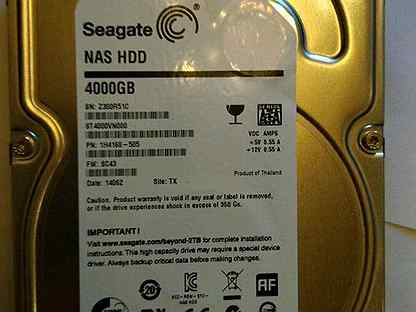 Seagate
NAS HDD
4000GB
SN: Z300R51C
ST4000VN000
PN: 1H4168-505
FW: SC43
Date: 14062 Site: TX
SERIAL ATA
VDC AMPS
+5V 0.55 A
+12V 0.55 A
Product of Thailand
Caution. Product warranty is void if any seal or label is removed,
or if the drive experiences shock in excess of 350 Gs.
IMPORTANT!
Visit www.seagate.com/beyond-2TB for complete installation
instructions. This high capacity drive may require a special device
driver. Always backup critical data before making changes.
20
AF